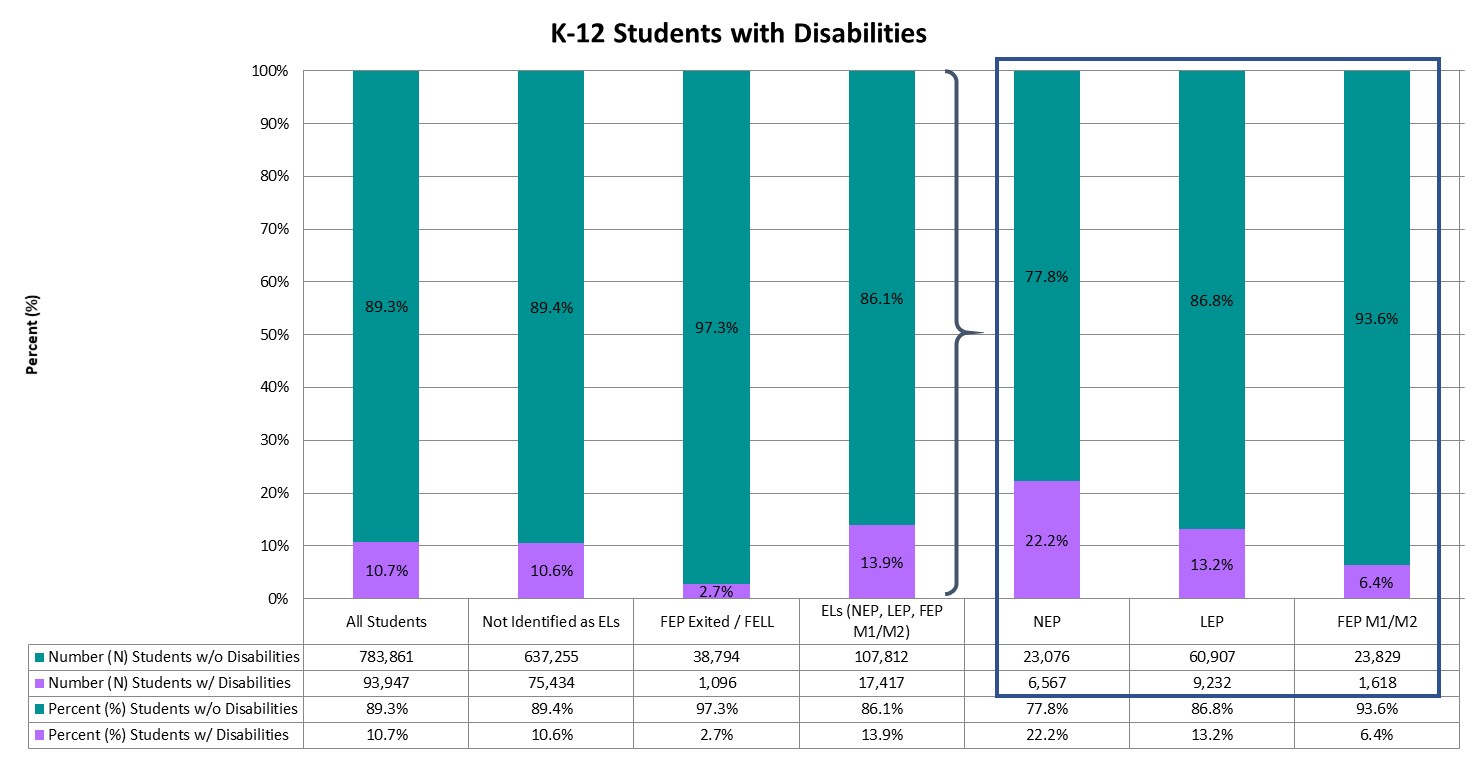 K-12 Students with Disabilities
Percent (%)
100%
90%
80%
70%
60%
50%
40%
30%
20%
10%
0%
89.3% 89.4% 97.3% 86.1% 77.8% 86.8% 93.6%
10.7% 10.6% 2.7% 13.9% 22.2% 13.2% 6.4%
All Students Not Identified as ELs FEP Exited / FELL ELs (NEP, LEP, FEP M1/M2) NEP LEP FEP M1/M2
Number (N) Students w/o Disabilities 783,861 637,255 38,794 107,812 23,076 60,907 23,829
Number (N) Students w/ Disabilities 93,947 75,434 1,096 17,417 6,567 9,232 1,618
Percent (%) Students w/o Disabilities 89.3% 89.4% 97.3% 86.1% 77.8% 86.8% 93.6%
Percent (%) Students w/ Disabilities 10.7% 10.6% 2.7% 13.9% 22.2% 13.2% 6.4%